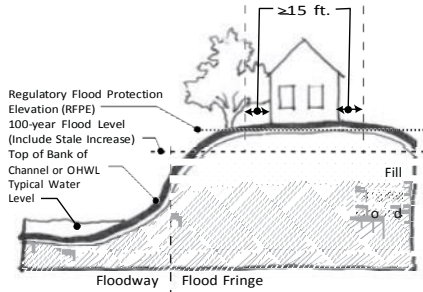 ≥15 ft.
Regulatory Flood Protection
Elevation (RFPE)
100-year Flood Level
(Include Stale Increase)
Top of Bank of
Channel or OHWL
Typical Water
Level
Fill
Floodway
Flood Fringe